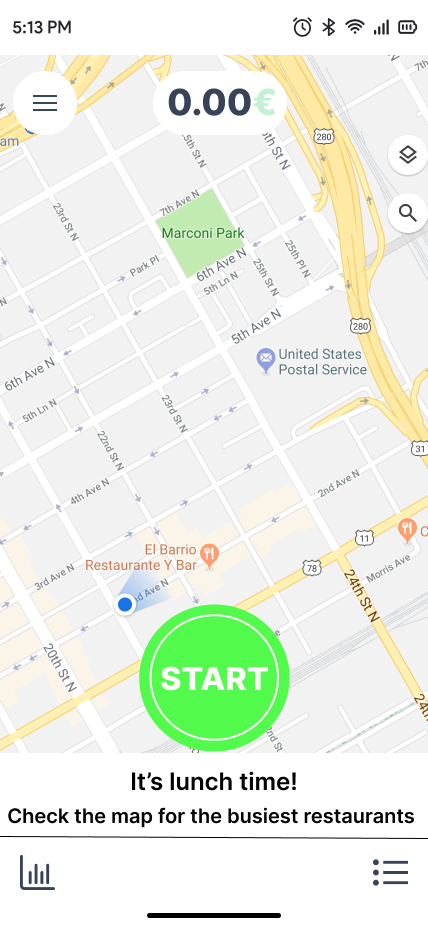 5:13 PM
0.00€
am
280
7th Ave N
25th St N
23rd St N
Marconi Park
25th Pl N
Park Pl
6th Ave N
5th Ln N
25th St N
5th Ave N
280
United States
Postal Service
6th Ave N
5th Ln N
22nd St N
31
4th Ave N
2nd Ave N
11
El Barrio
Restaurante Y Bar
C
78
Morris Ave
3rd Ave N
24th St N
20th St N
START
It's lunch time!
Check the map for the busiest restaurants